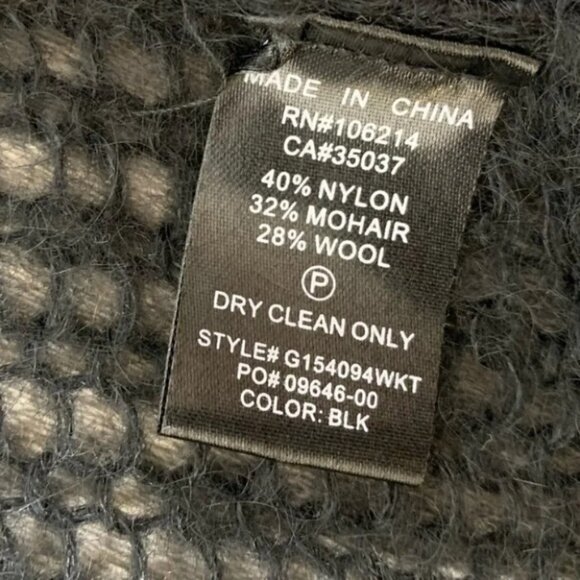 MADE IN CHINA
RN#106214
CA#35037
40% NYLON
32% MOHAIR
28% WOOL
P
DRY CLEAN ONLY
STYLE# G154094WKT
PO# 09646-00
COLOR: BLK